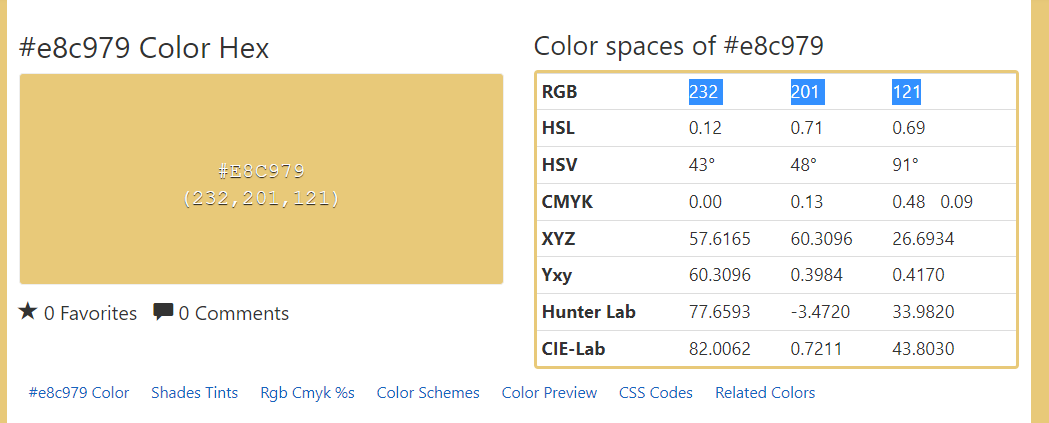 #e8c979 Color Hex
#E8C979
(232,201,121)
0 Favorites 0 Comments
Color spaces of #e8c979
RGB 232 201 121
HSL 0.12 0.71 0.69
HSV 43° 48° 91°
CMYK 0.00 0.13 0.48 0.09
XYZ 57.6165 60.3096 26.6934
Yxy 60.3096 0.3984 0.4170
Hunter Lab 77.6593 -3.4720 33.9820
CIE-Lab 82.0062 0.7211 43.8030
#e8c979 Color Shades Tints Rgb Cmyk %s Color Schemes Color Preview CSS Codes Related Colors